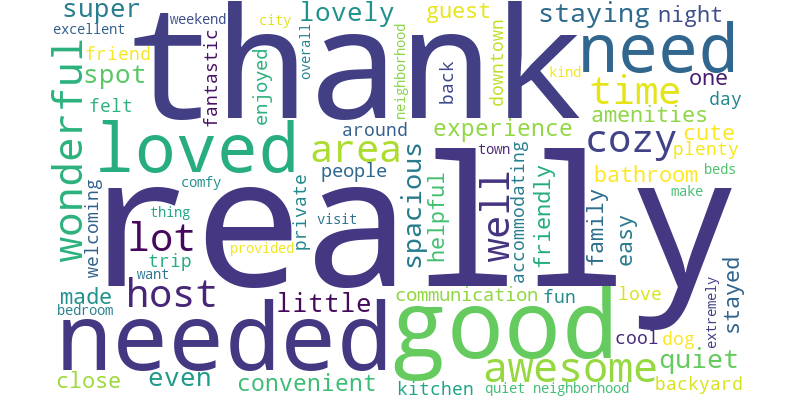 super
weekend
city
lovely
guest
staying
night
excellent
thank
need
friend
fantastic
enjoyed
overall
neighborhood
back
downtown
kind
one
spot
wonderful
felt
time
day
amenities
loved
around
experience
cozy
cute
area
plenty
people
spacious
town
bathroom
beds
comfy
really
welcoming
private
helpful
well
accommodating
friendly
family
easy
make
thing
visit
lot
provided
trip
want
host
made
little
communication
fun
love
stayed
extremely
bedroom
needed
good
cool
dog
awesome
quiet
close
even
convenient
kitchen
quiet neighborhood
backyard